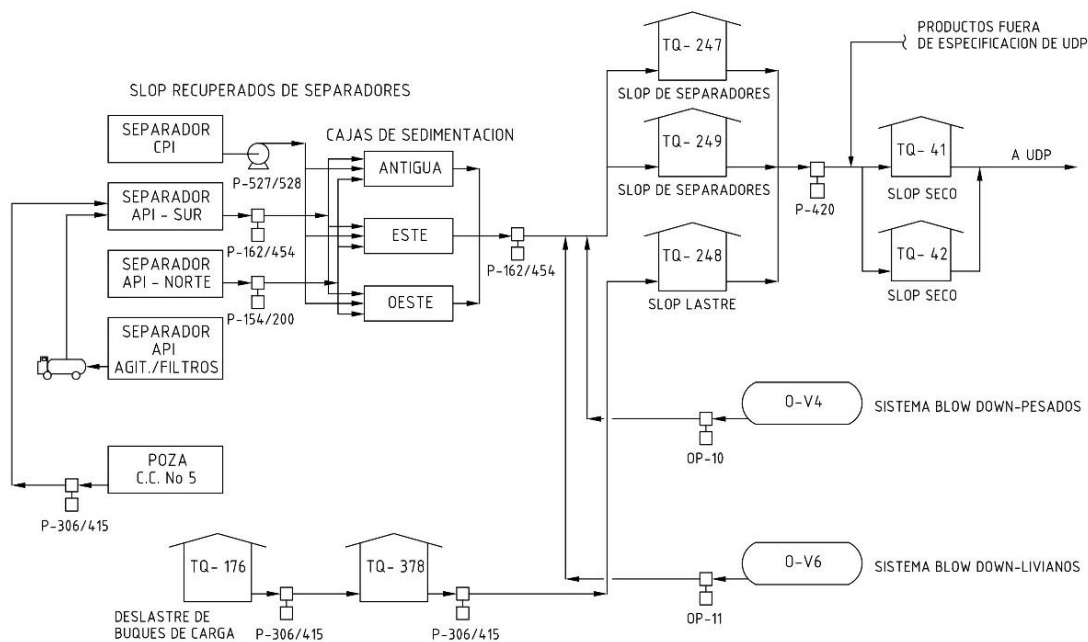 PRODUCTOS FUERA
DE ESPECIFICACION DE UDP
TQ- 247
SLOP DE SEPARADORES
SLOP RECUPERADOS DE SEPARADORES
SEPARADOR
CPI
P-527/528
CAJAS DE SEDIMENTACION
ANTIGUA
TQ- 249
SLOP DE SEPARADORES
P-420
TQ- 41
SLOP SECO
A UDP
SEPARADOR
API - SUR
P-162/454
ESTE
P-162/454
TQ- 248
SLOP LASTRE
TQ- 42
SLOP SECO
SEPARADOR
API - NORTE
P-154/200
OESTE
SEPARADOR
API
AGIT./FILTROS
O-V4
SISTEMA BLOW DOWN-PESADOS
OP-10
POZA
C.C. No 5
P-306/415
TQ- 176
DESLASTRE DE
BUQUES DE CARGA
P-306/415
TQ- 378
P-306/415
O-V6
SISTEMA BLOW DOWN-LIVIANOS
OP-11